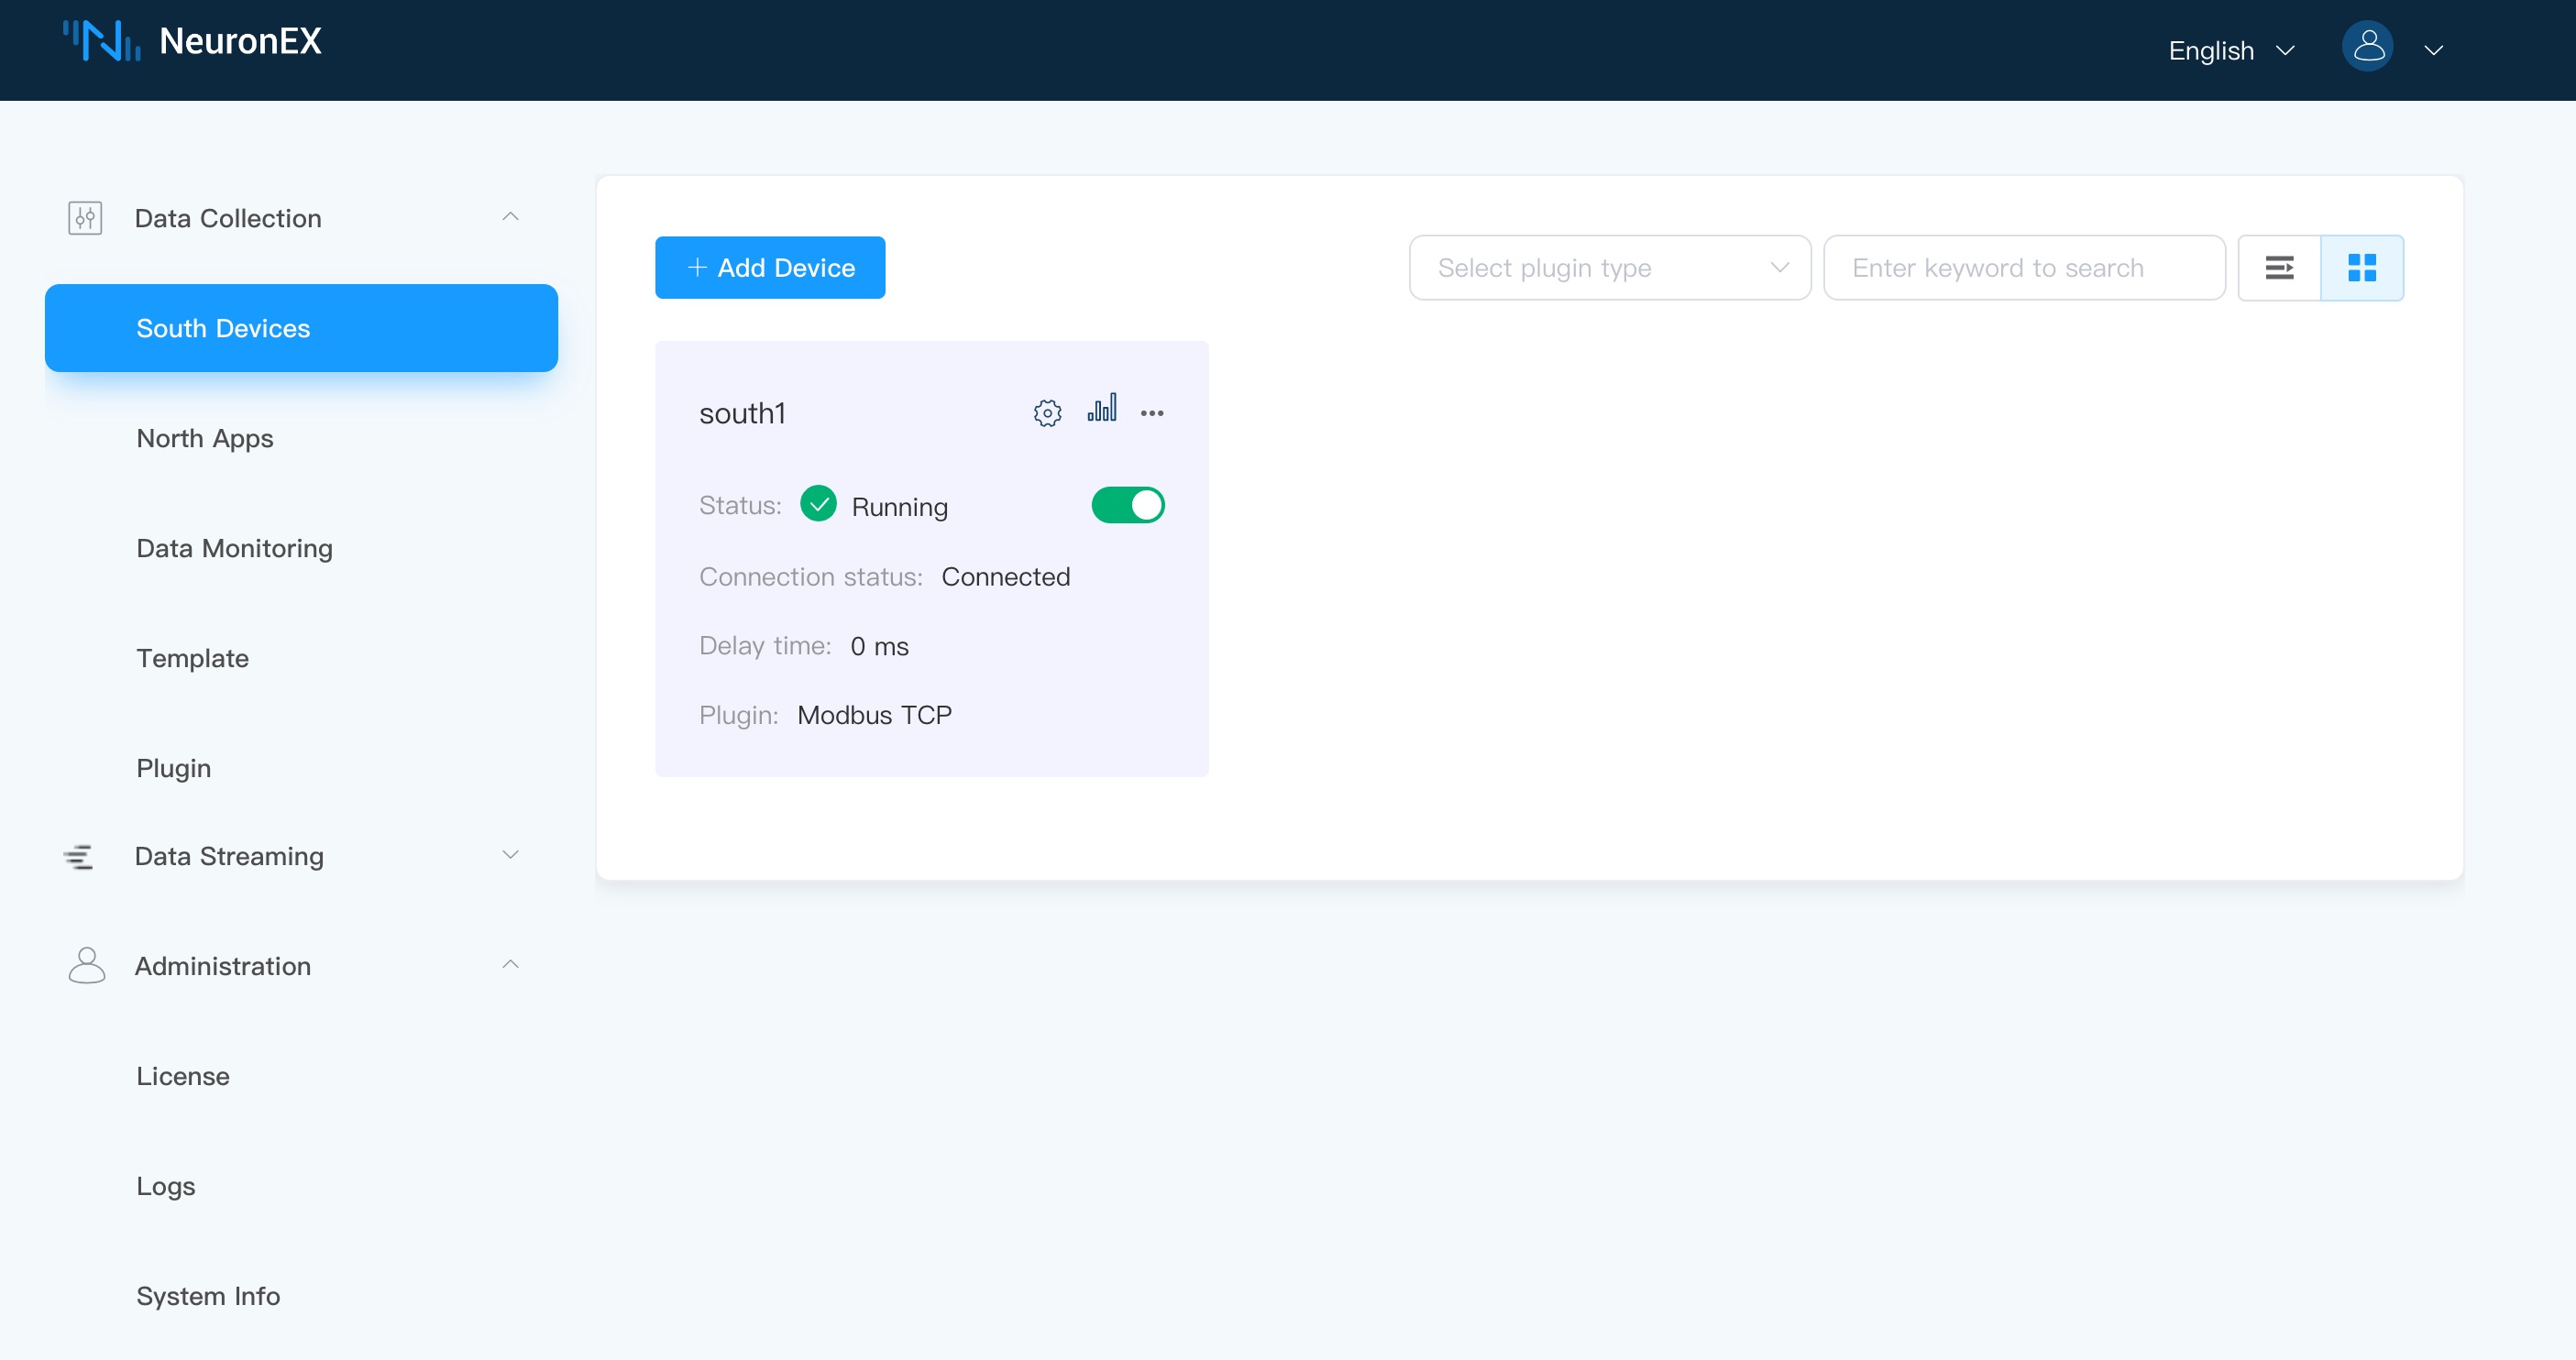 NeuronEX
English
Data Collection
South Devices
North Apps
Data Monitoring
Template
Plugin
Data Streaming
Administration
License
Logs
System Info
Add Device
Select plugin type
Enter keyword to search
south1
Status: Running
Connection status: Connected
Delay time: 0 ms
Plugin: Modbus TCP